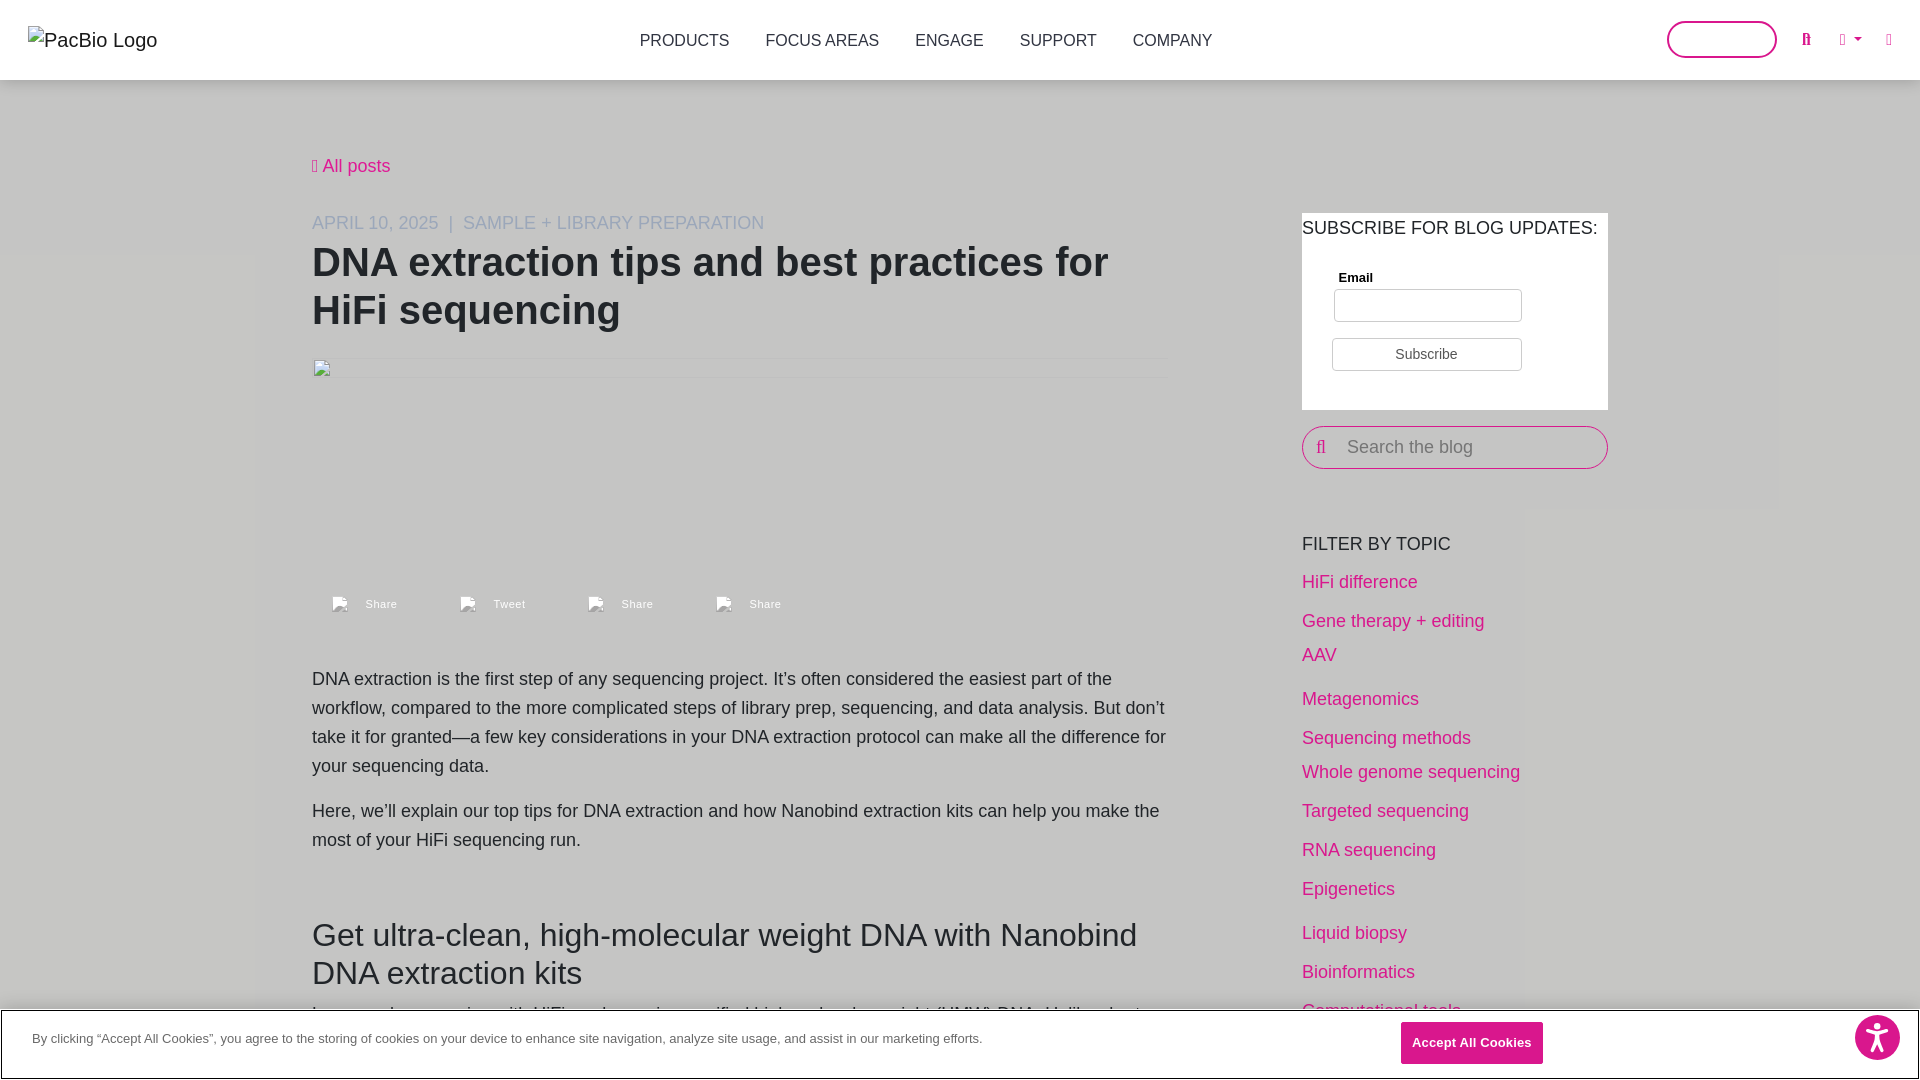 PacBio Logo
PRODUCTS
FOCUS AREAS
ENGAGE
SUPPORT
COMPANY
All posts
APRIL 10, 2025 | SAMPLE + LIBRARY PREPARATION
DNA extraction tips and best practices for
HiFi sequencing
Share
Tweet
Share
Share
DNA extraction is the first step of any sequencing project. It’s often considered the easiest part of the
workflow, compared to the more complicated steps of library prep, sequencing, and data analysis. But don’t
take it for granted—a few key considerations in your DNA extraction protocol can make all the difference for
your sequencing data.
Here, we’ll explain our top tips for DNA extraction and how Nanobind extraction kits can help you make the
most of your HiFi sequencing run.
Get ultra-clean, high-molecular weight DNA with Nanobind
DNA extraction kits
SUBSCRIBE FOR BLOG UPDATES:
Email
Subscribe
Search the blog
FILTER BY TOPIC
HiFi difference
Gene therapy + editing
AAV
Metagenomics
Sequencing methods
Whole genome sequencing
Targeted sequencing
RNA sequencing
Epigenetics
Liquid biopsy
Bioinformatics
Computational tools
By clicking “Accept All Cookies”, you agree to the storing of cookies on your device to enhance site navigation, analyze site usage, and assist in our marketing efforts.
Accept All Cookies